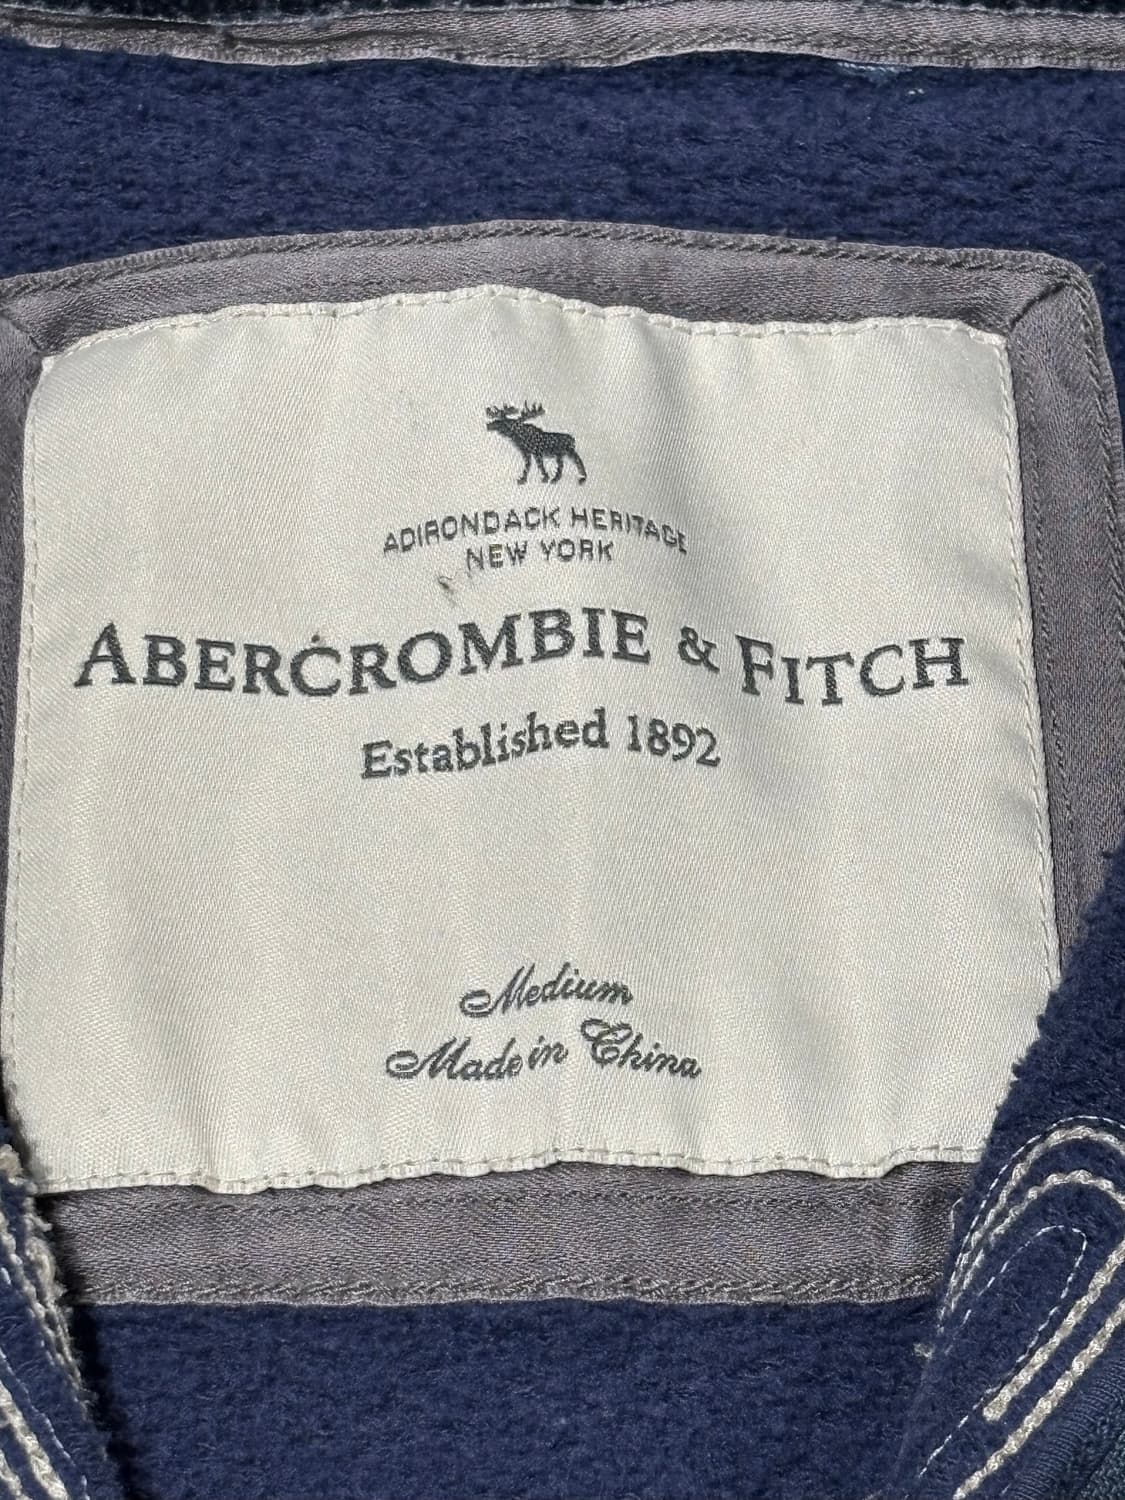 ADIRONDACK HERITAGE
NEW YORK
ABERCROMBIE & FITCH
Established 1892
Medium
Made in China